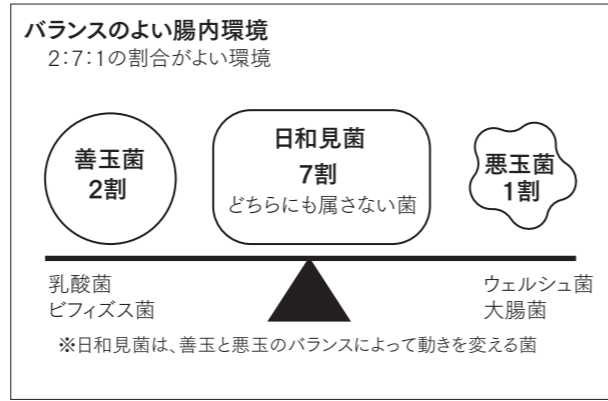 バランスのよい腸内環境
2:7:1の割合がよい環境
善玉菌
2割
日和見菌
7割
どちらにも属さない菌
悪玉菌
1割
乳酸菌
ビフィズス菌
ウェルシュ菌
大腸菌
※日和見菌は、善玉と悪玉のバランスによって動きを変える菌